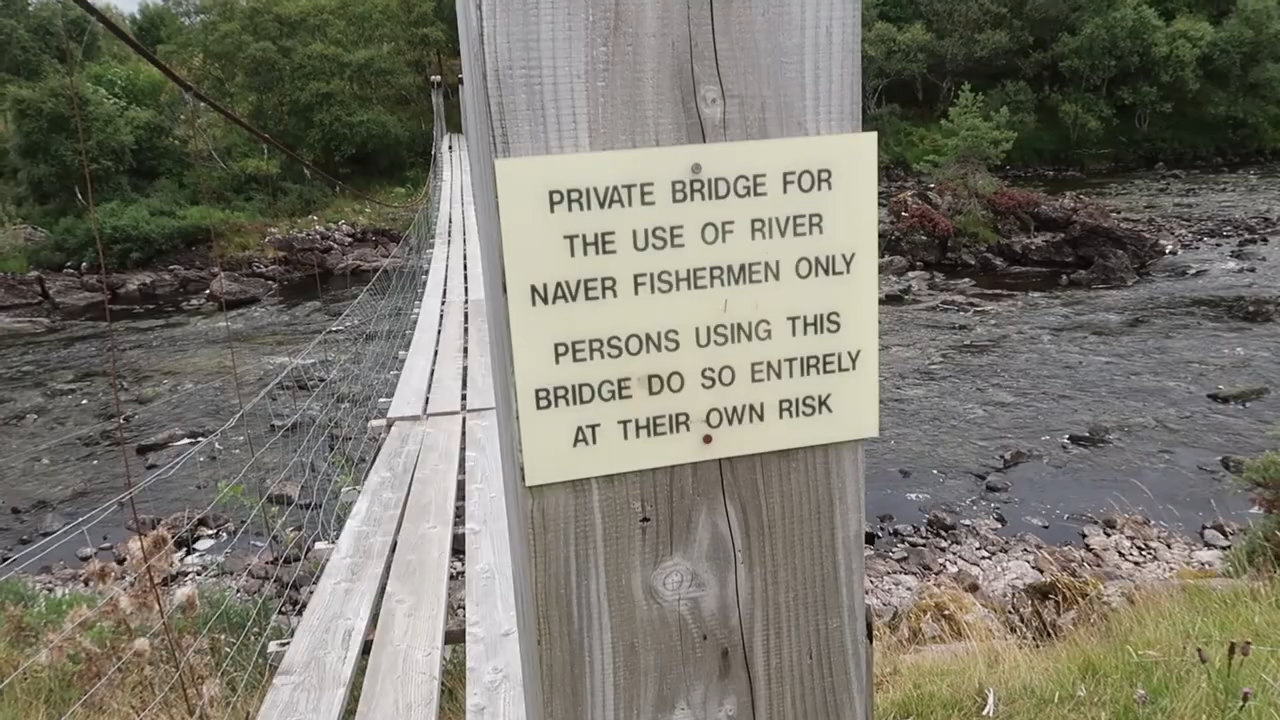 PRIVATE BRIDGE FOR
THE USE OF RIVER
NAVER FISHERMEN ONLY
PERSONS USING THIS
BRIDGE DO SO ENTIRELY
AT THEIR OWN RISK